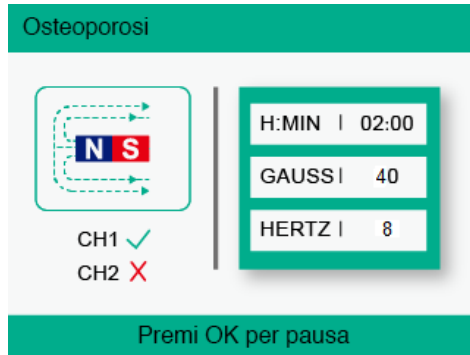 Osteoporosi
N S
CH1
CH2
H:MIN | 02:00
GAUSS | 40
HERTZ | 8
Premi OK per pausa